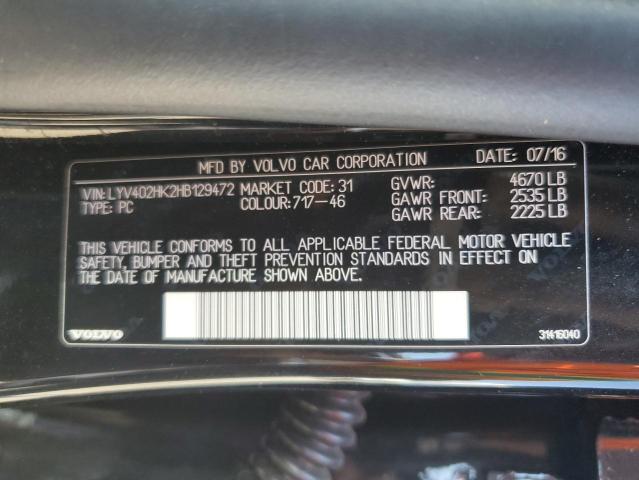 MFD BY VOLVO CAR CORPORATION DATE: 07/16
VIN: LYV402HK2HB129472 MARKET CODE: 31 GVWR: 4670 LB
TYPE: PC COLOUR: 717-46 GAWR FRONT: 2535 LB
GAWR REAR: 2225 LB
THIS VEHICLE CONFORMS TO ALL APPLICABLE FEDERAL MOTOR VEHICLE
SAFETY, BUMPER AND THEFT PREVENTION STANDARDS IN EFFECT ON
THE DATE OF MANUFACTURE SHOWN ABOVE.
VOLVO 31416040